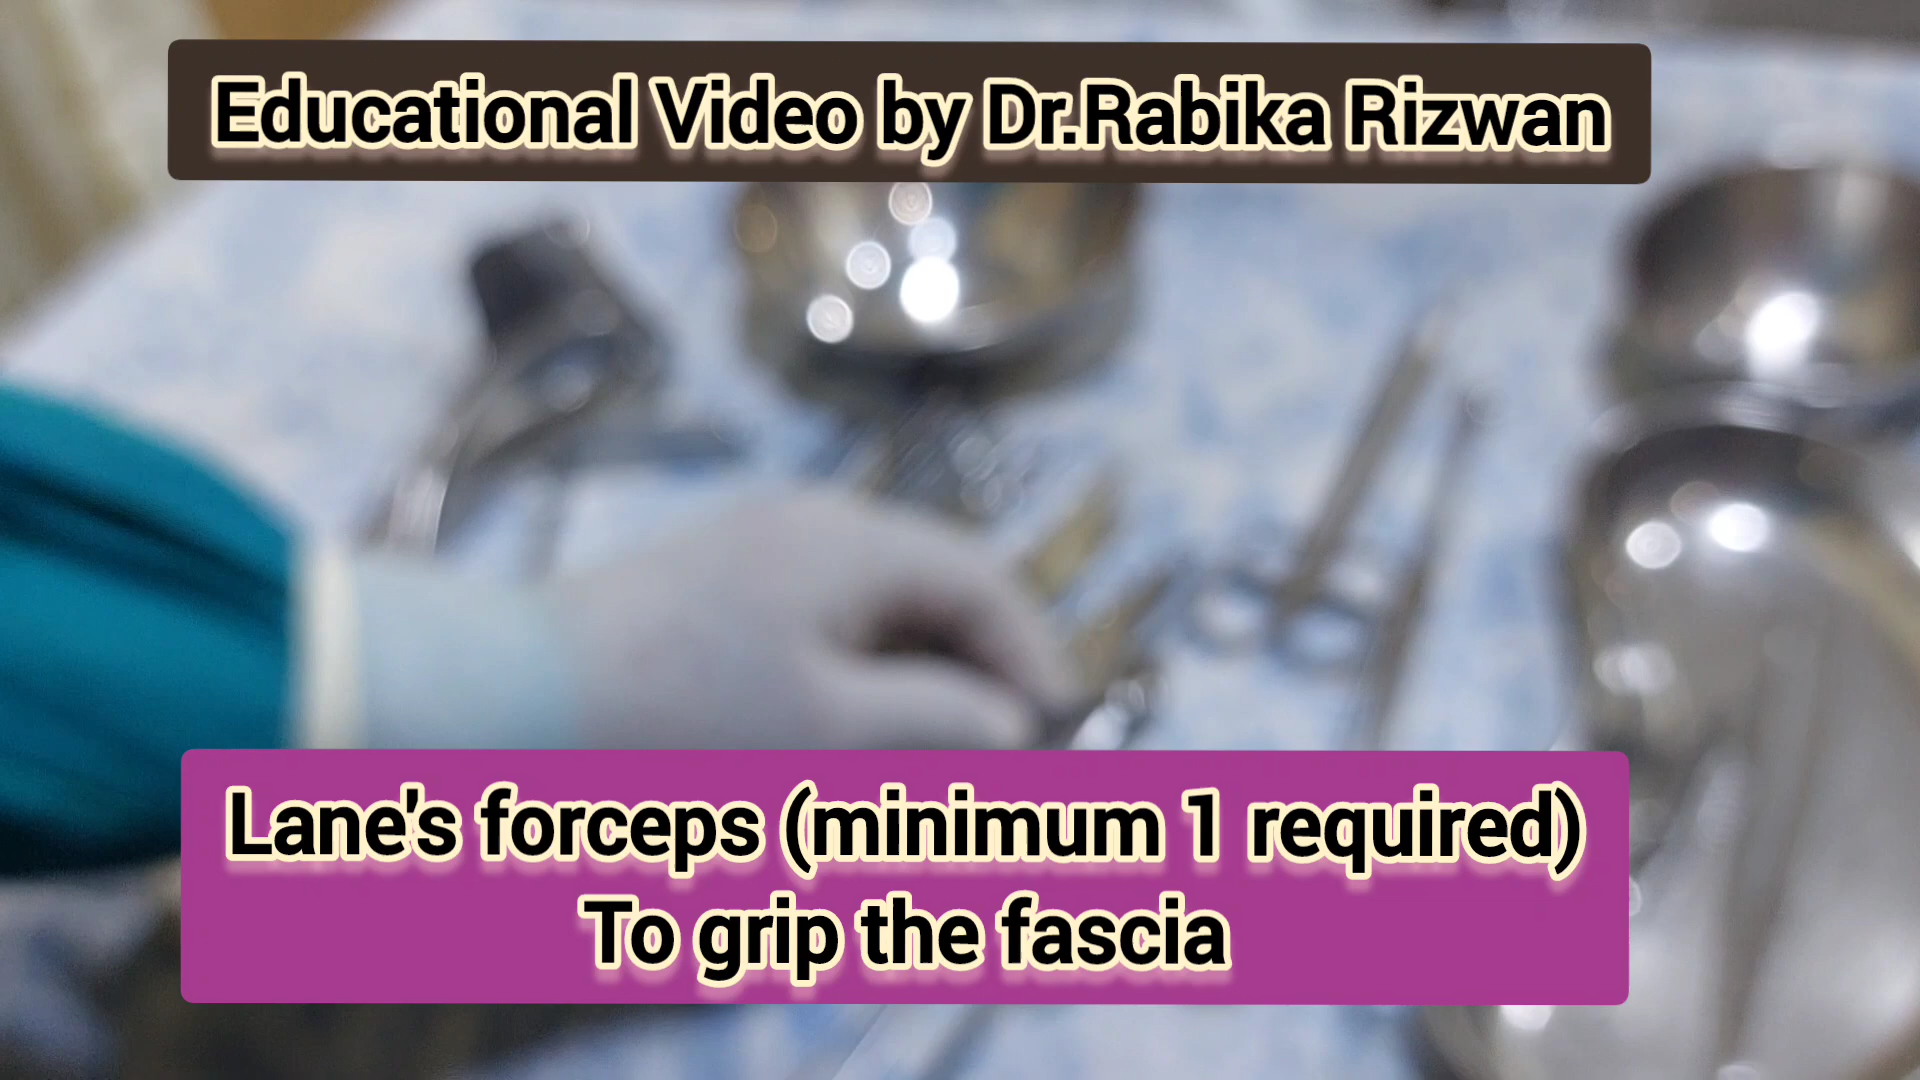 Educational Video by Dr.Rabika Rizwan
Lane's forceps (minimum 1 required)
To grip the fascia